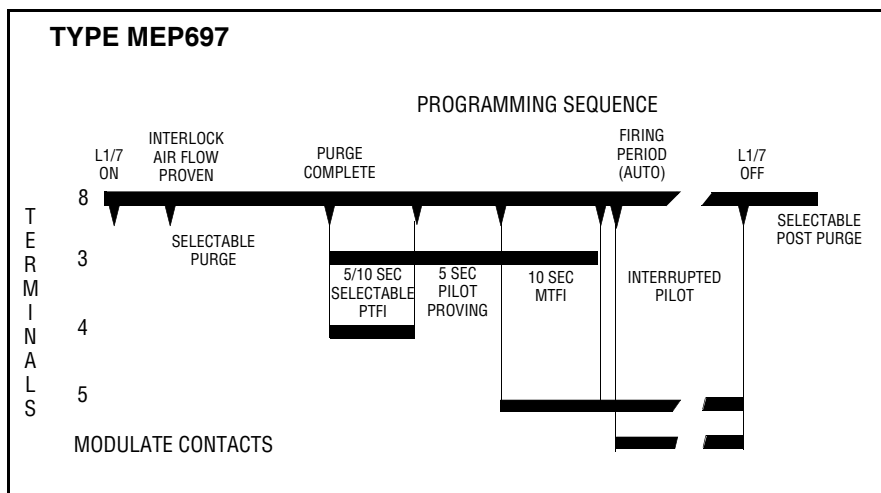 TYPE MEP697
PROGRAMMING SEQUENCE
L1/7
ON
INTERLOCK
AIR FLOW
PROVEN
PURGE
COMPLETE
FIRING
PERIOD
(AUTO)
L1/7
OFF
TERMINALS
8
SELECTABLE
PURGE
SELECTABLE
POST PURGE
3
5/10 SEC
SELECTABLE
PTFI
5 SEC
PILOT
PROVING
10 SEC
MTFI
INTERRUPTED
PILOT
4
5
MODULATE CONTACTS